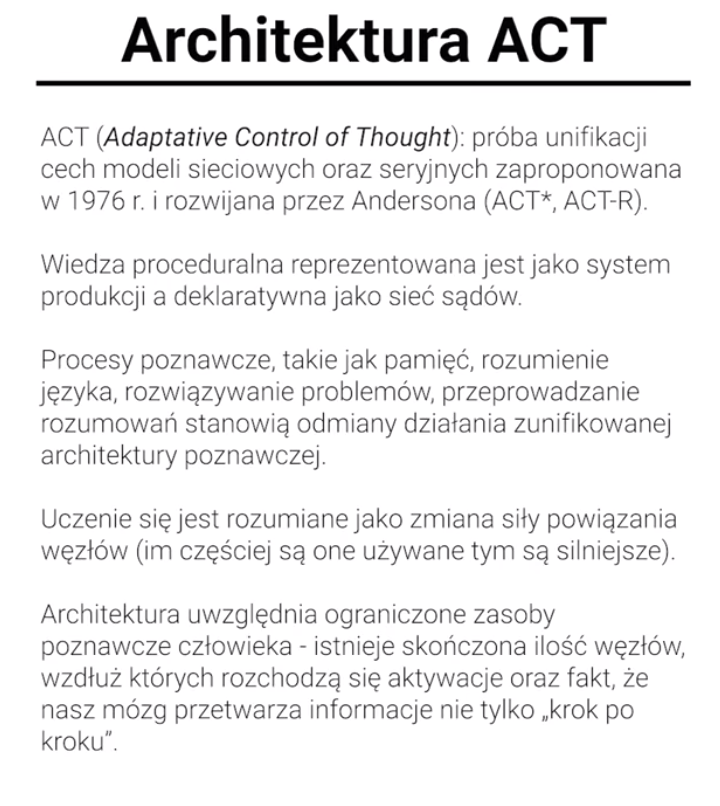 Architektura ACT
ACT (Adaptative Control of Thought): próba unifikacji
cech modeli sieciowych oraz seryjnych zaproponowana
w 1976 r. i rozwijana przez Andersona (ACT*, ACT-R).
Wiedza proceduralna reprezentowana jest jako system
produkcji a deklaratywna jako sieć sądów.
Procesy poznawcze, takie jak pamięć, rozumienie
języka, rozwiązywanie problemów, przeprowadzanie
rozumowań stanowią odmiany działania zunifikowanej
architektury poznawczej.
Uczenie się jest rozumiane jako zmiana siły powiązania
węzłów (im częściej są one używane tym są silniejsze).
Architektura uwzględnia ograniczone zasoby
poznawcze człowieka - istnieje skończona ilość węzłów,
wzdłuż których rozchodzą się aktywacje oraz fakt, że
nasz mózg przetwarza informacje nie tylko „krok po
kroku”.